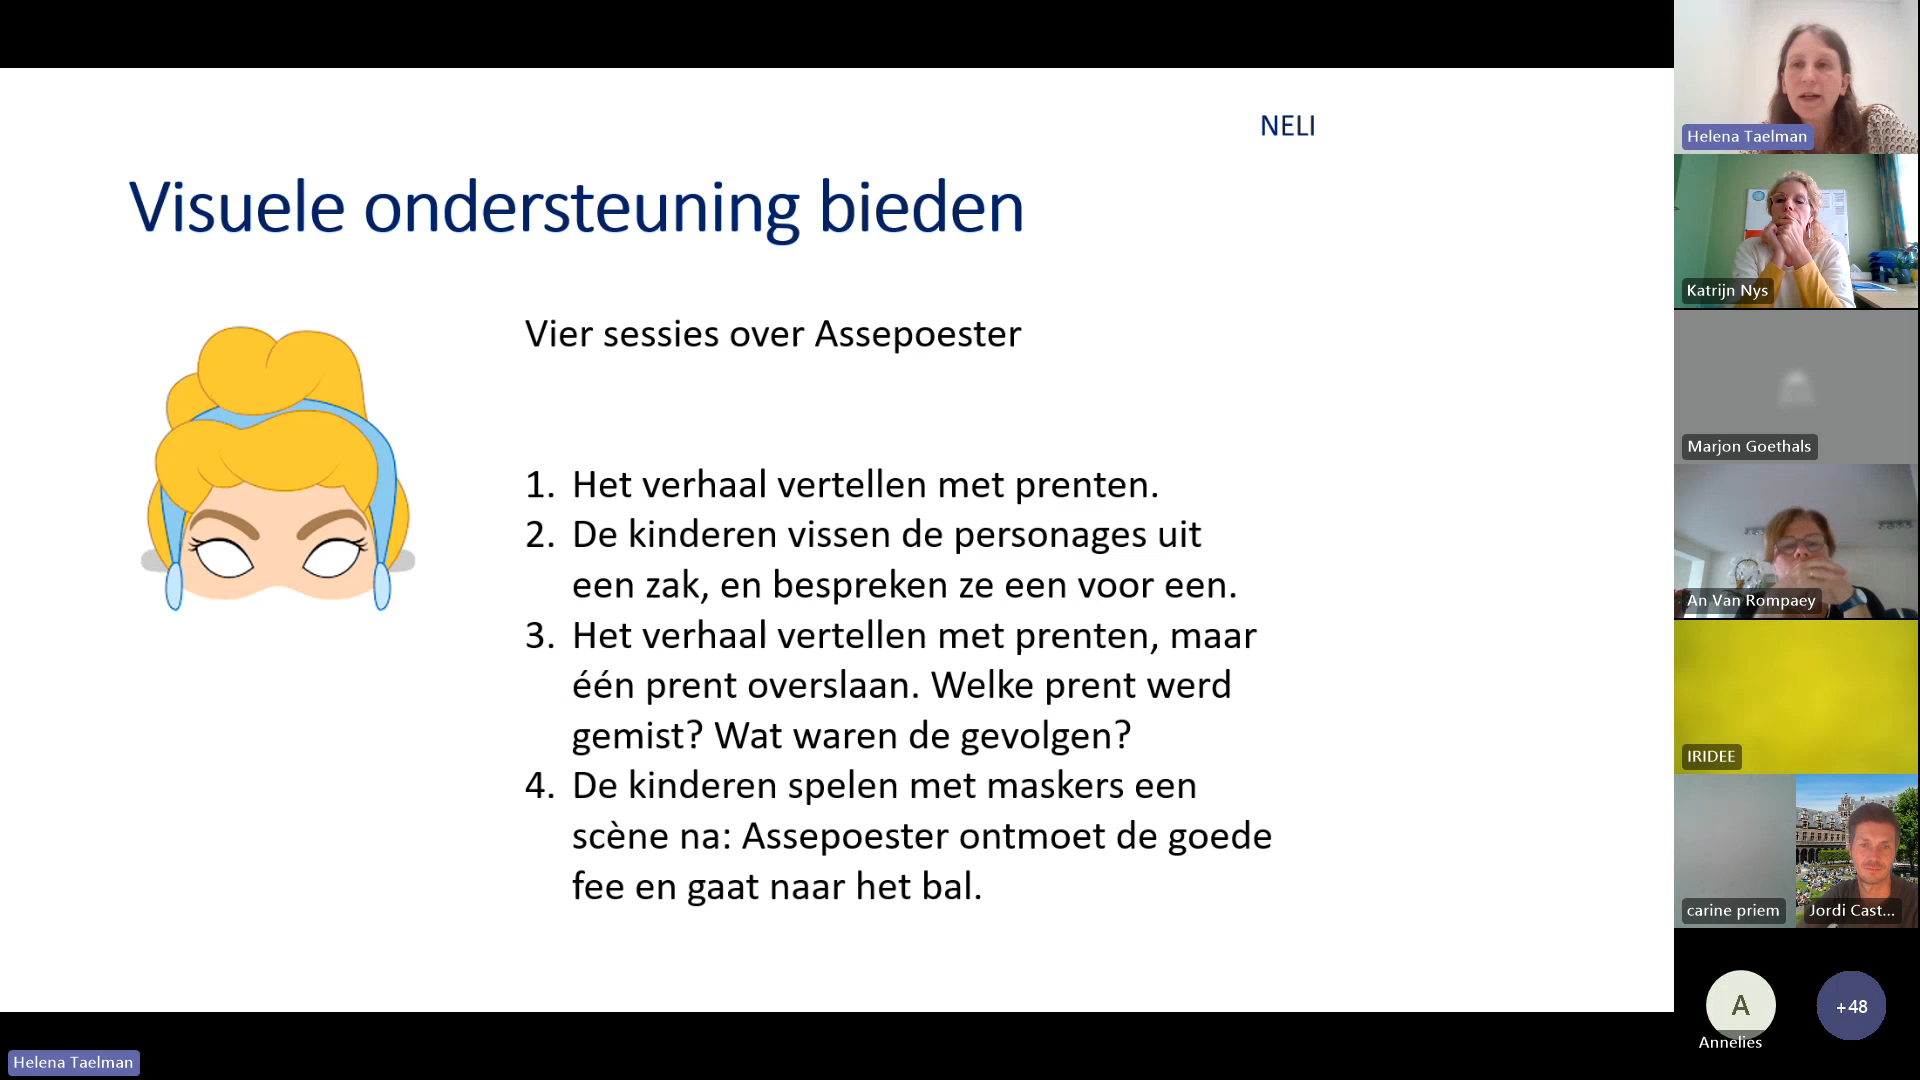 NELI
Visuele ondersteuning bieden
Vier sessies over Assepoester
1. Het verhaal vertellen met prenten.
2. De kinderen vissen de personages uit
een zak, en bespreken ze een voor een.
3. Het verhaal vertellen met prenten, maar
één prent overslaan. Welke prent werd
gemist? Wat waren de gevolgen?
4. De kinderen spelen met maskers een
scène na: Assepoester ontmoet de goede
fee en gaat naar het bal.
Helena Taelman
Katrijn Nys
Marjon Goethals
An Van Rompaey
IRIDEE
carine priem
Jordi Cast...
A
Annelies
+48
Helena Taelman